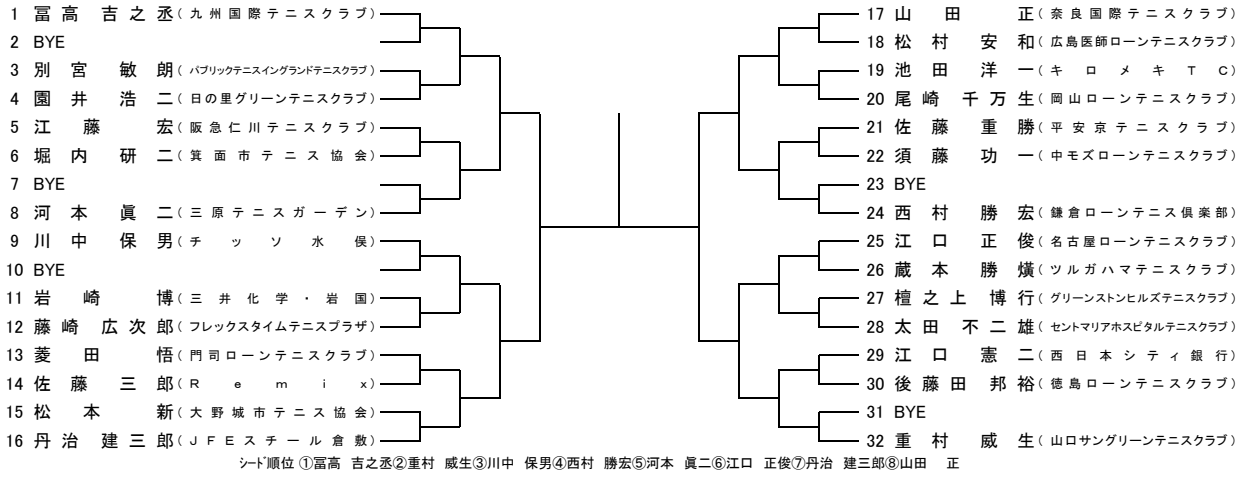 1 冨高 吉之丞(九州国際テニスクラブ)
2 BYE
3 別宮 敏朗(パブリックテニスイングランドテニスクラブ)
4 園井 浩二(日の里グリーンテニスクラブ)
5 江藤 宏(阪急仁川テニスクラブ)
6 堀内 研二(箕面市テニス協会)
7 BYE
8 河本 眞二(三原テニスガーデン)
9 川中 保男(チッソ水俣)
10 BYE
11 岩崎 博(三井化学・岩国)
12 藤崎 広次郎(フレックスタイムテニスプラザ)
13 菱田 悟(門司ローンテニスクラブ)
14 佐藤 三郎(Remix)
15 松本 新(大野城市テニス協会)
16 丹治 建三郎(JFEスチール倉敷)
17 山田 正(奈良国際テニスクラブ)
18 松村 安和(広島医師ローンテニスクラブ)
19 池田 洋一(キロメキTC)
20 尾崎 千万生(岡山ローンテニスクラブ)
21 佐藤 重勝(平安京テニスクラブ)
22 須藤 功一(中モズローンテニスクラブ)
23 BYE
24 西村 勝宏(鎌倉ローンテニス倶楽部)
25 江口 正俊(名古屋ローンテニスクラブ)
26 蔵本 勝熿(ツルガハマテニスクラブ)
27 檀之上 博行(グリーンストンヒルズテニスクラブ)
28 太田 不二雄(セントマリアホスピタルテニスクラブ)
29 江口 憲二(西日本シティ銀行)
30 後藤田 邦裕(徳島ローンテニスクラブ)
31 BYE
32 重村 威生(山口サングリーンテニスクラブ)
シード順位 ①冨高 吉之丞②重村 威生③川中 保男④西村 勝宏⑤河本 眞二⑥江口 正俊⑦丹治 建三郎⑧山田 正